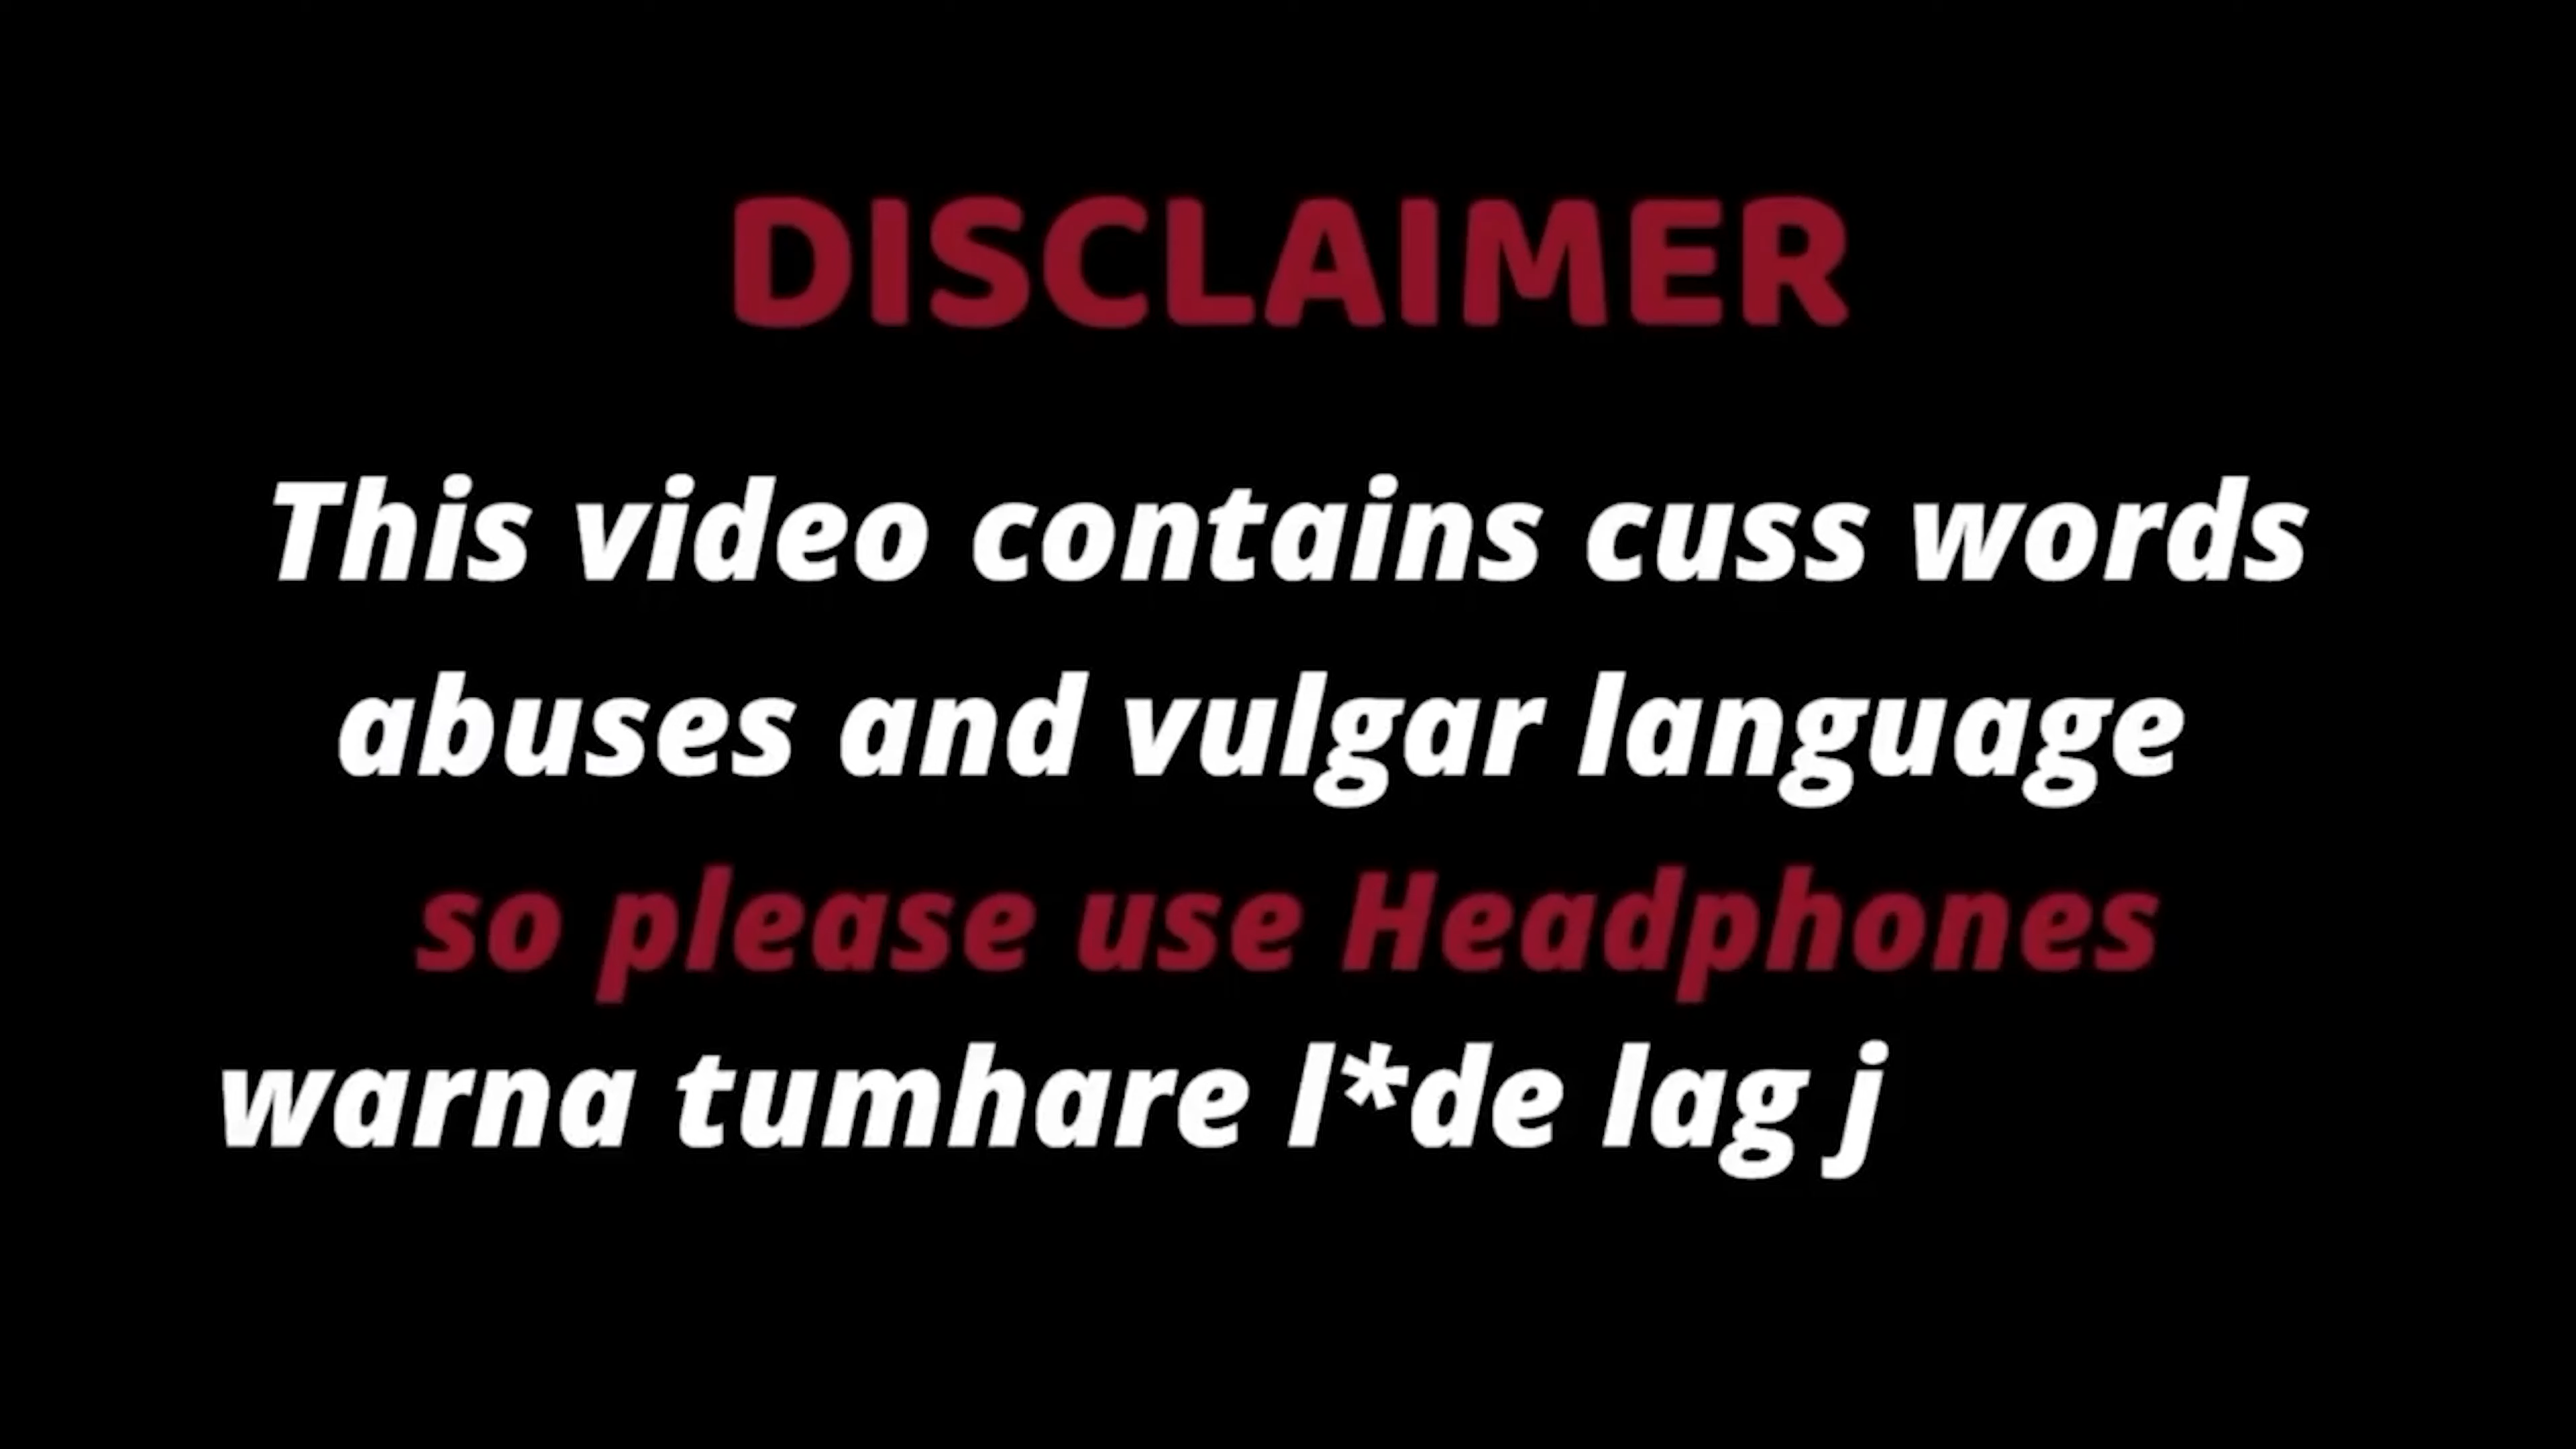 DISCLAIMER
This video contains cuss words
abuses and vulgar language
so please use Headphones
warna tumhare l*de lag j